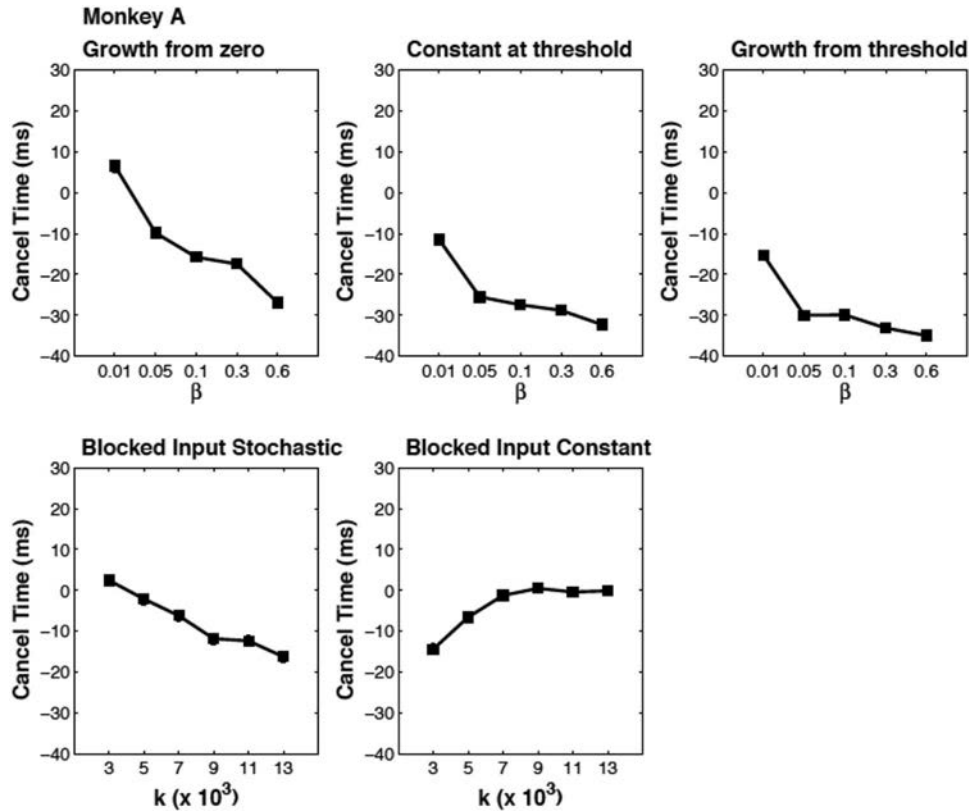 Monkey A
Growth from zero
Constant at threshold
Growth from threshold
30
20
10
0
−10
−20
−30
−40
Cancel Time (ms)
0.01 0.05 0.1 0.3 0.6
β
30
20
10
0
−10
−20
−30
−40
Cancel Time (ms)
0.01 0.05 0.1 0.3 0.6
β
30
20
10
0
−10
−20
−30
−40
Cancel Time (ms)
0.01 0.05 0.1 0.3 0.6
β
Blocked Input Stochastic
Blocked Input Constant
30
20
10
0
−10
−20
−30
−40
Cancel Time (ms)
3 5 7 9 11 13
k (x 10³)
30
20
10
0
−10
−20
−30
−40
Cancel Time (ms)
3 5 7 9 11 13
k (x 10³)